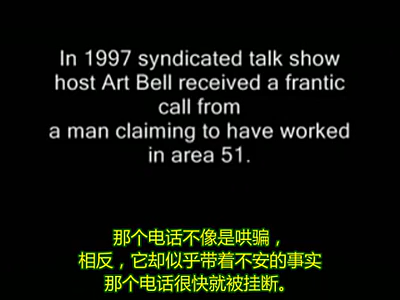 In 1997 syndicated talk show
host Art Bell received a frantic
call from
a man claiming to have worked
in area 51.
那个电话不像是哄骗，
相反，它却似乎带着不安的事实
那个电话很快就被挂断。